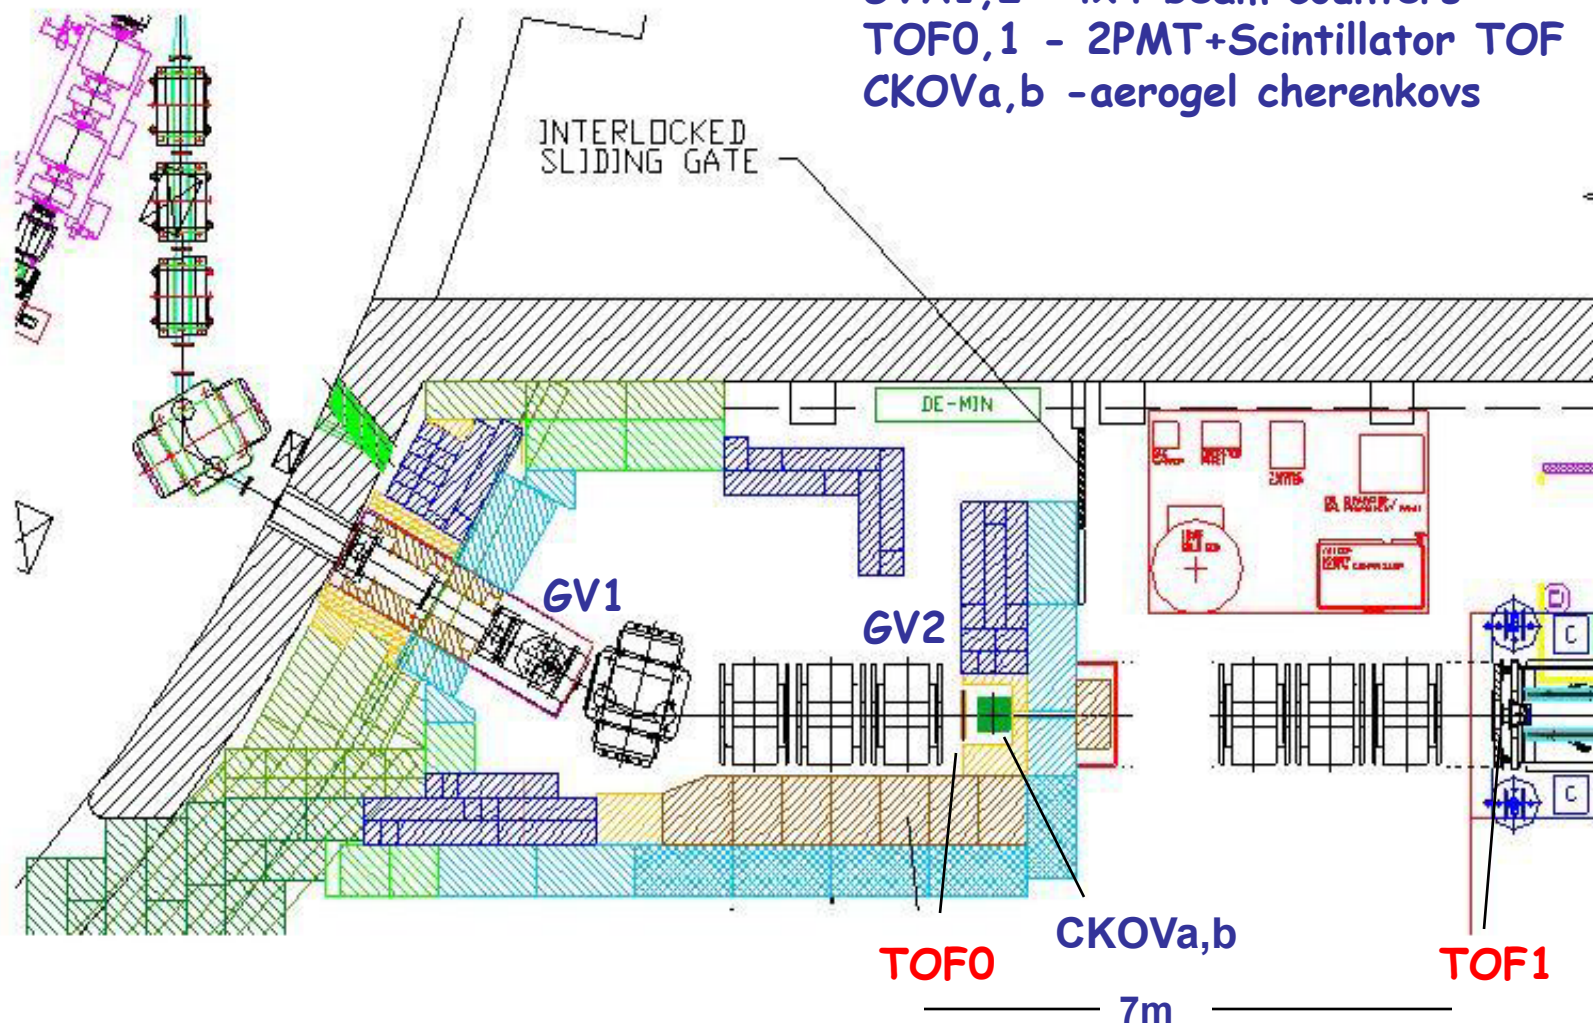 TOF0,1 - 2PMT+Scintillator TOF
CKOVa,b -aerogel cherenkovs
INTERLOCKED
SLIDING GATE
DE-MIN
GV1
GV2
C
C
CKOVa,b
TOF0
TOF1
7m